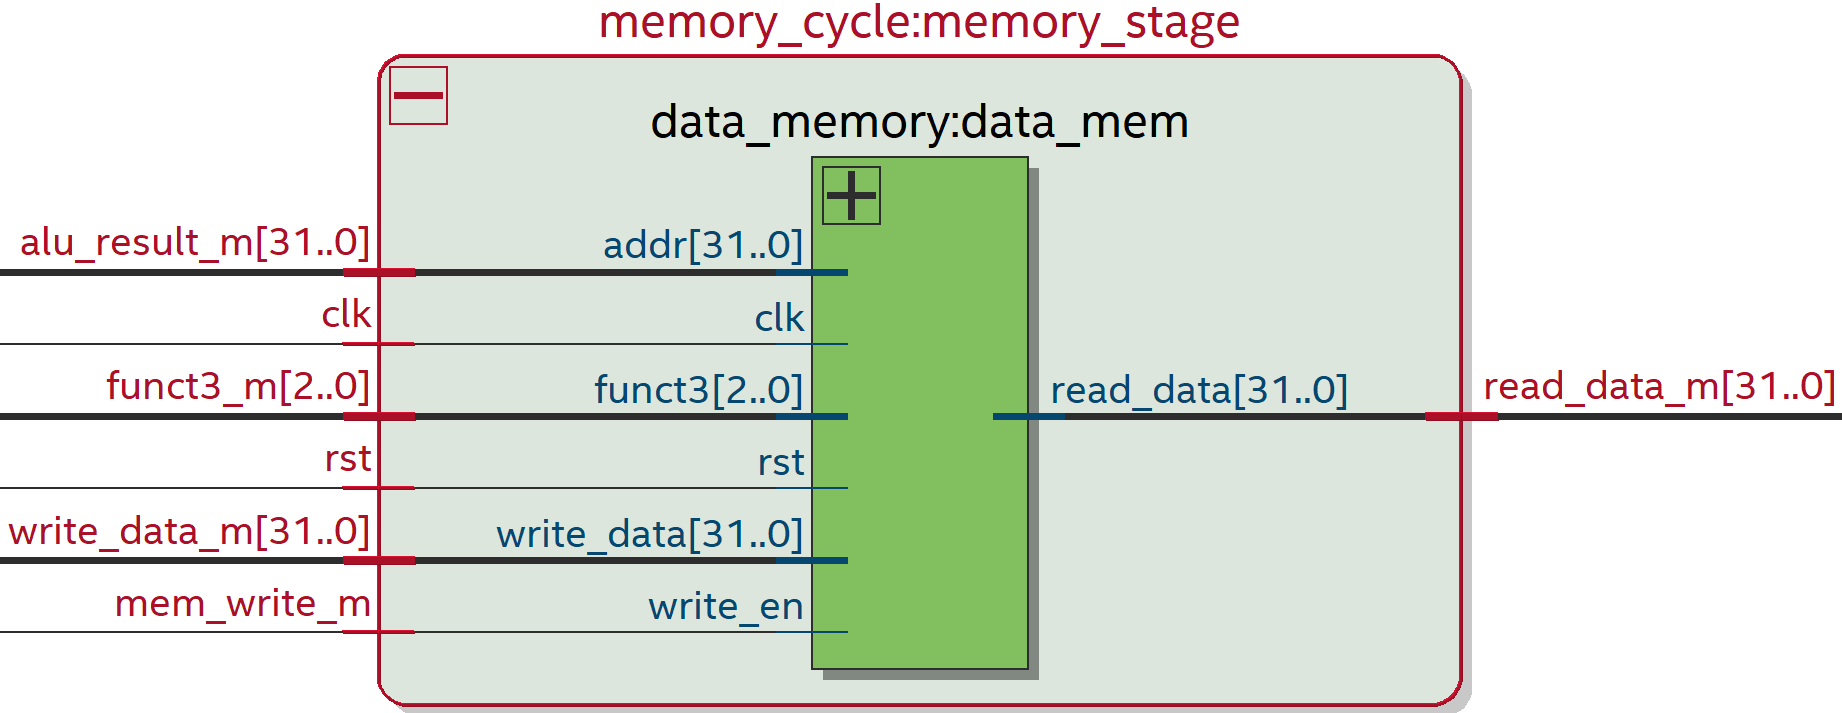 memory_cycle:memory_stage
data_memory:data_mem
alu_result_m[31..0]
addr[31..0]
clk
clk
funct3_m[2..0]
funct3[2..0]
read_data[31..0]
read_data_m[31..0]
rst
rst
write_data_m[31..0]
write_data[31..0]
mem_write_m
write_en